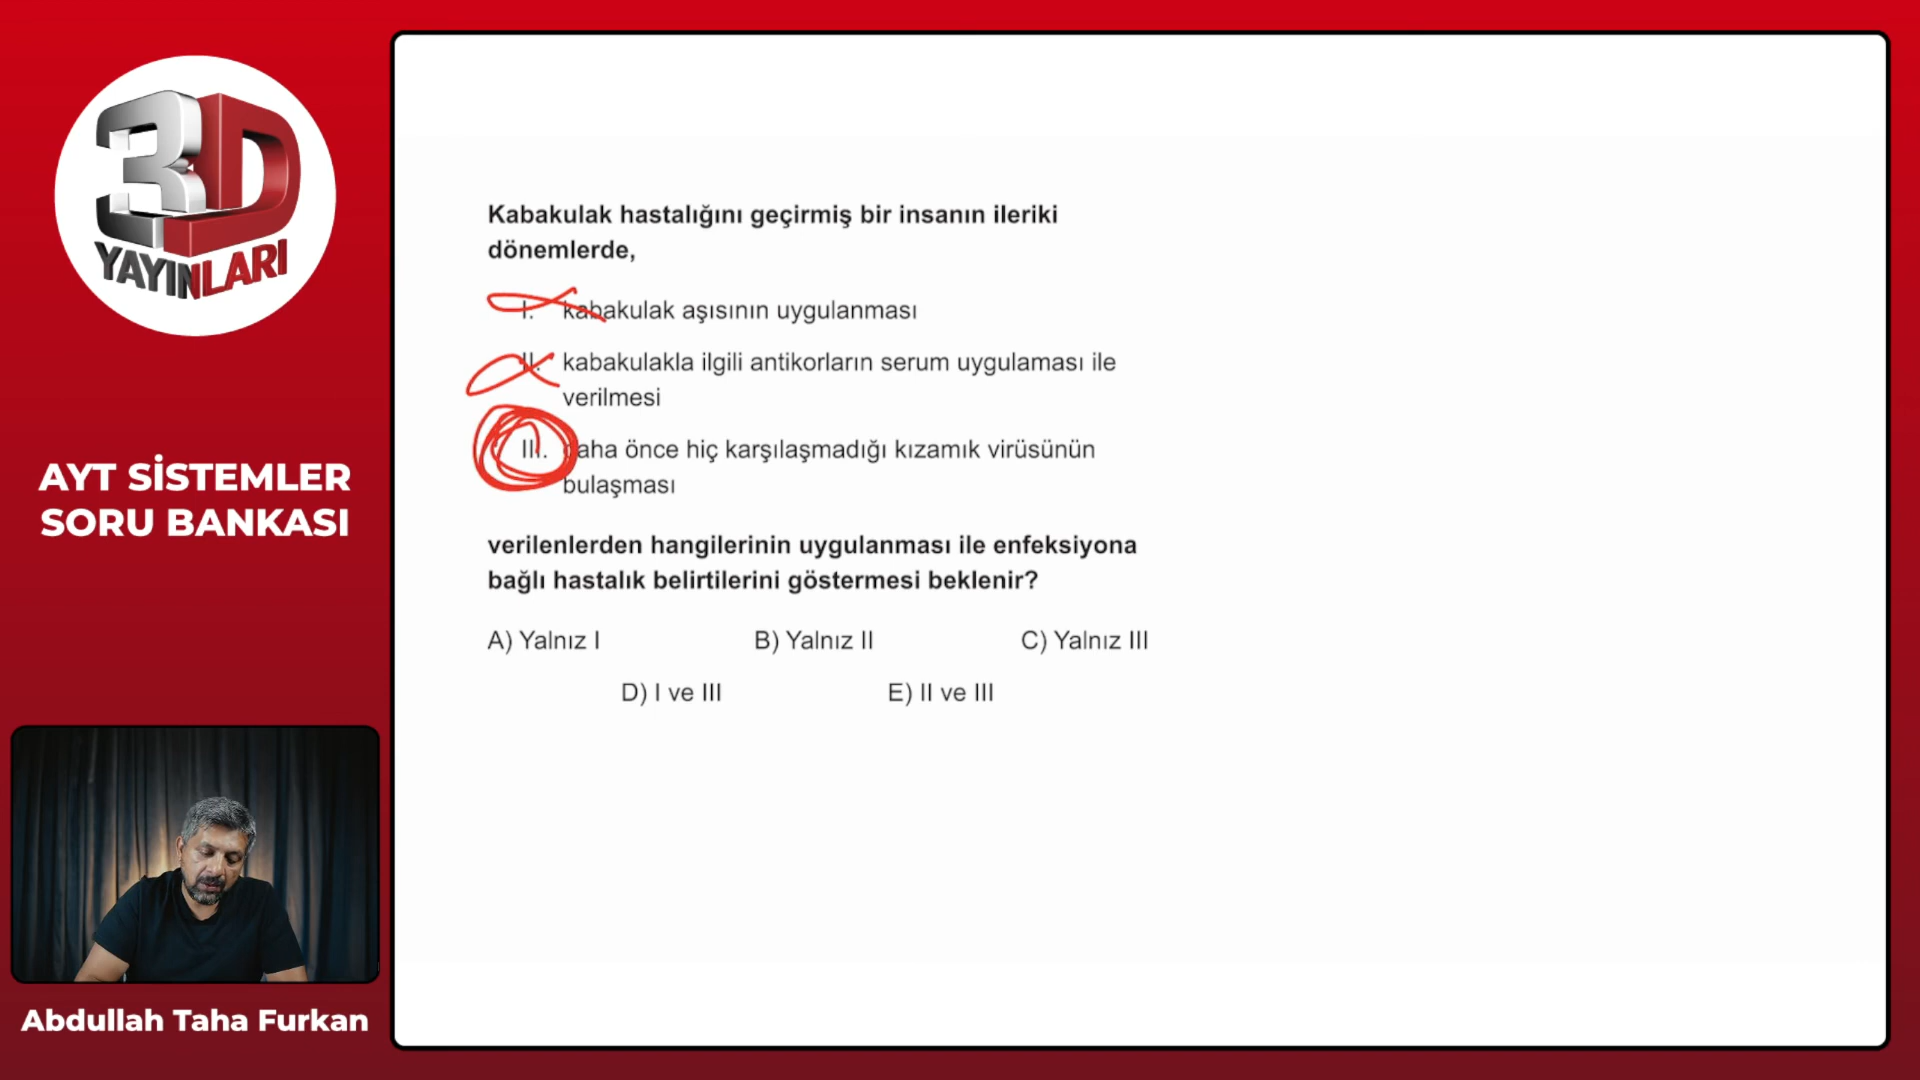 3D
YAYINLARI
AYT SİSTEMLER
SORU BANKASI
Abdullah Taha Furkan
Kabakulak hastalığını geçirmiş bir insanın ileriki
dönemlerde,
I. kabakulak aşısının uygulanması
II. kabakulakla ilgili antikorların serum uygulaması ile
verilmesi
III. daha önce hiç karşılaşmadığı kızamık virüsünün
bulaşması
verilenlerden hangilerinin uygulanması ile enfeksiyona
bağlı hastalık belirtilerini göstermesi beklenir?
A) Yalnız I B) Yalnız II C) Yalnız III
D) I ve III E) II ve III